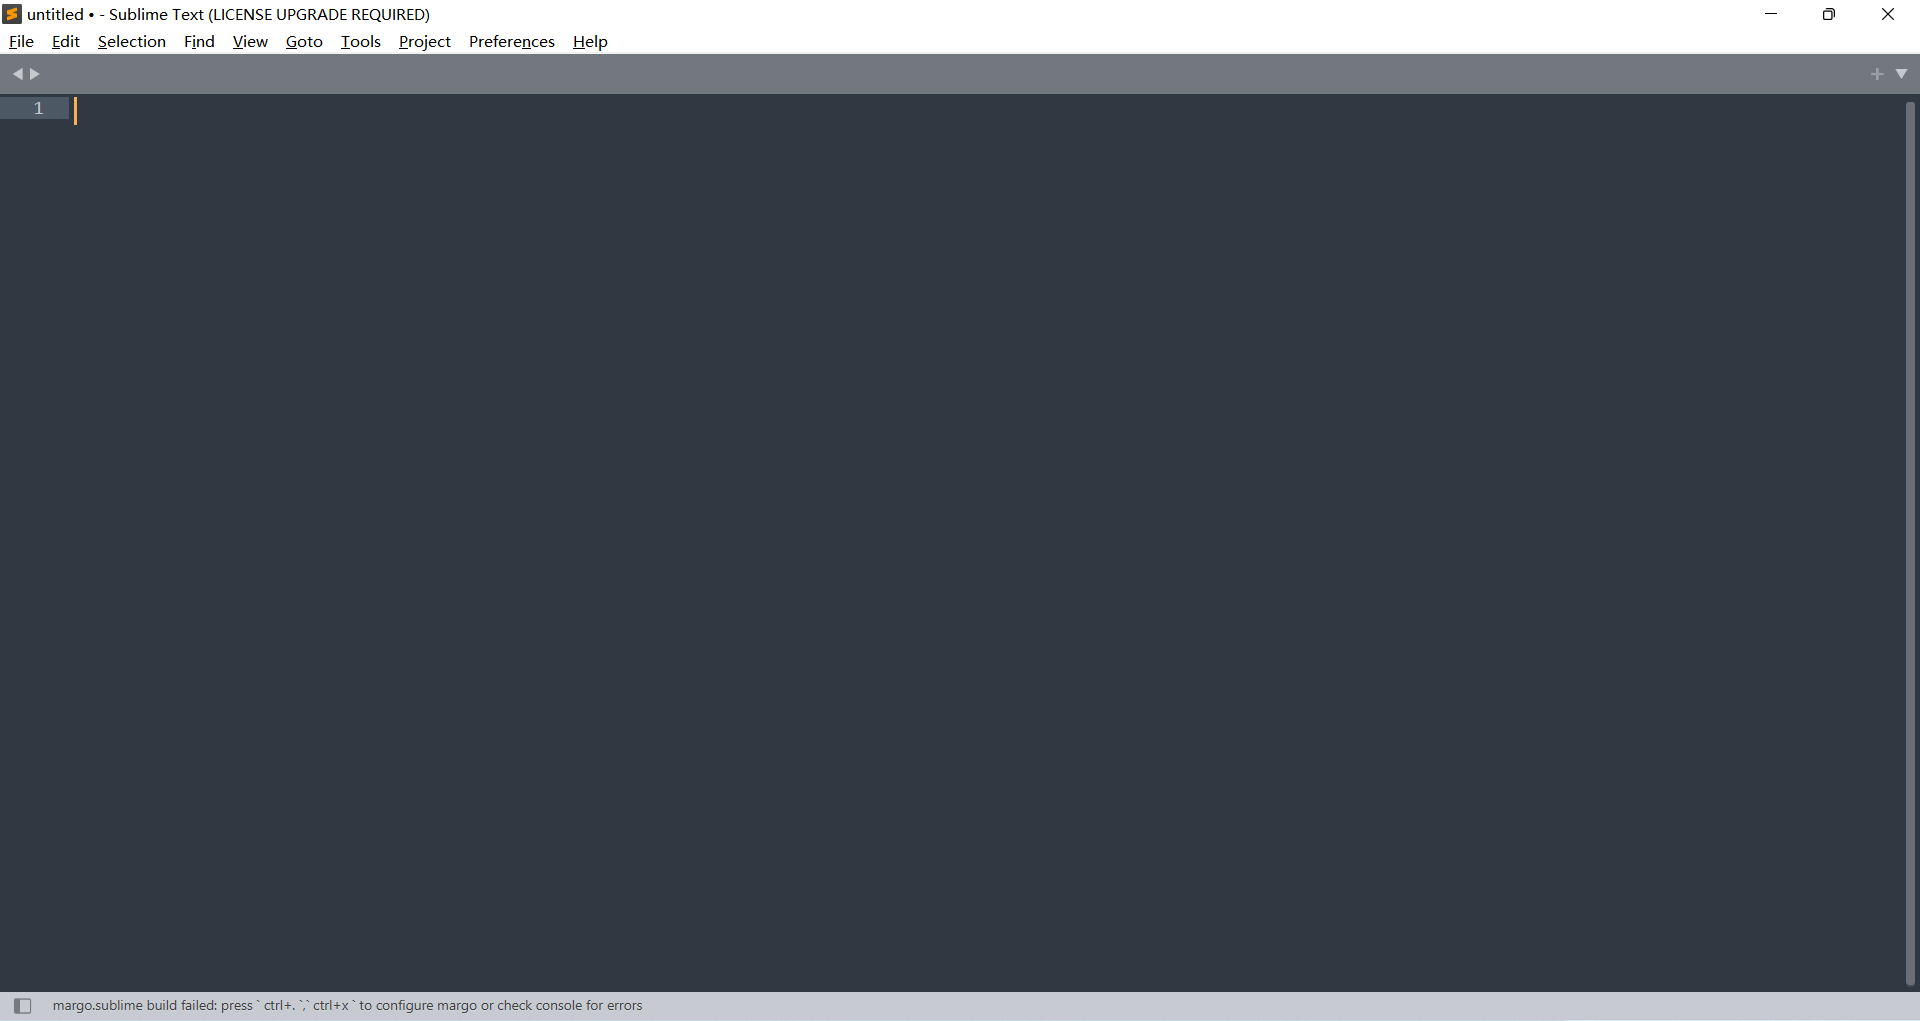 untitled • - Sublime Text (LICENSE UPGRADE REQUIRED)
File Edit Selection Find View Goto Tools Project Preferences Help
1
margo.sublime build failed: press ` ctrl+. `,` ctrl+x ` to configure margo or check console for errors